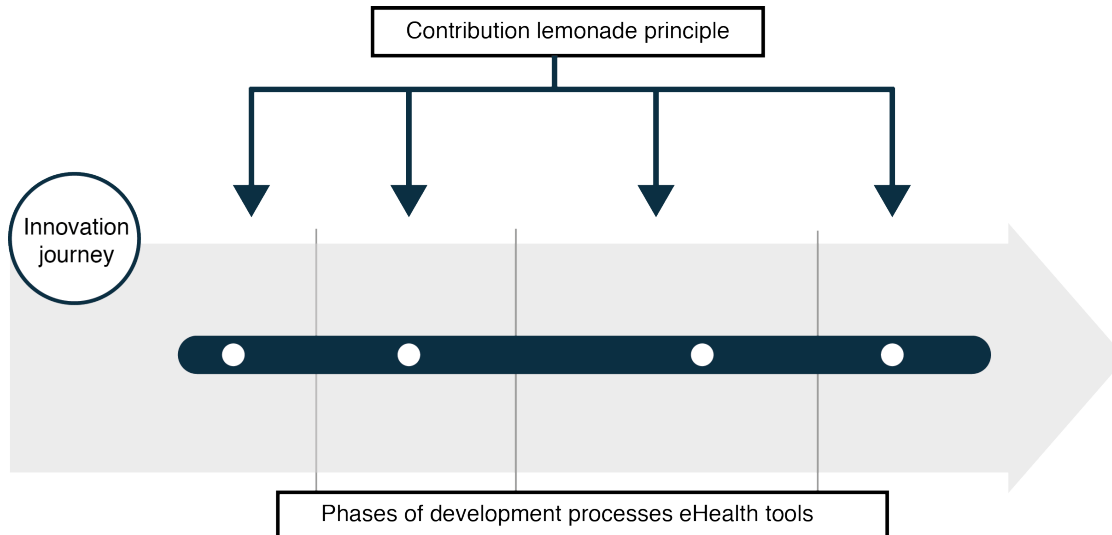 Contribution lemonade principle
Innovation
journey
Phases of development processes eHealth tools